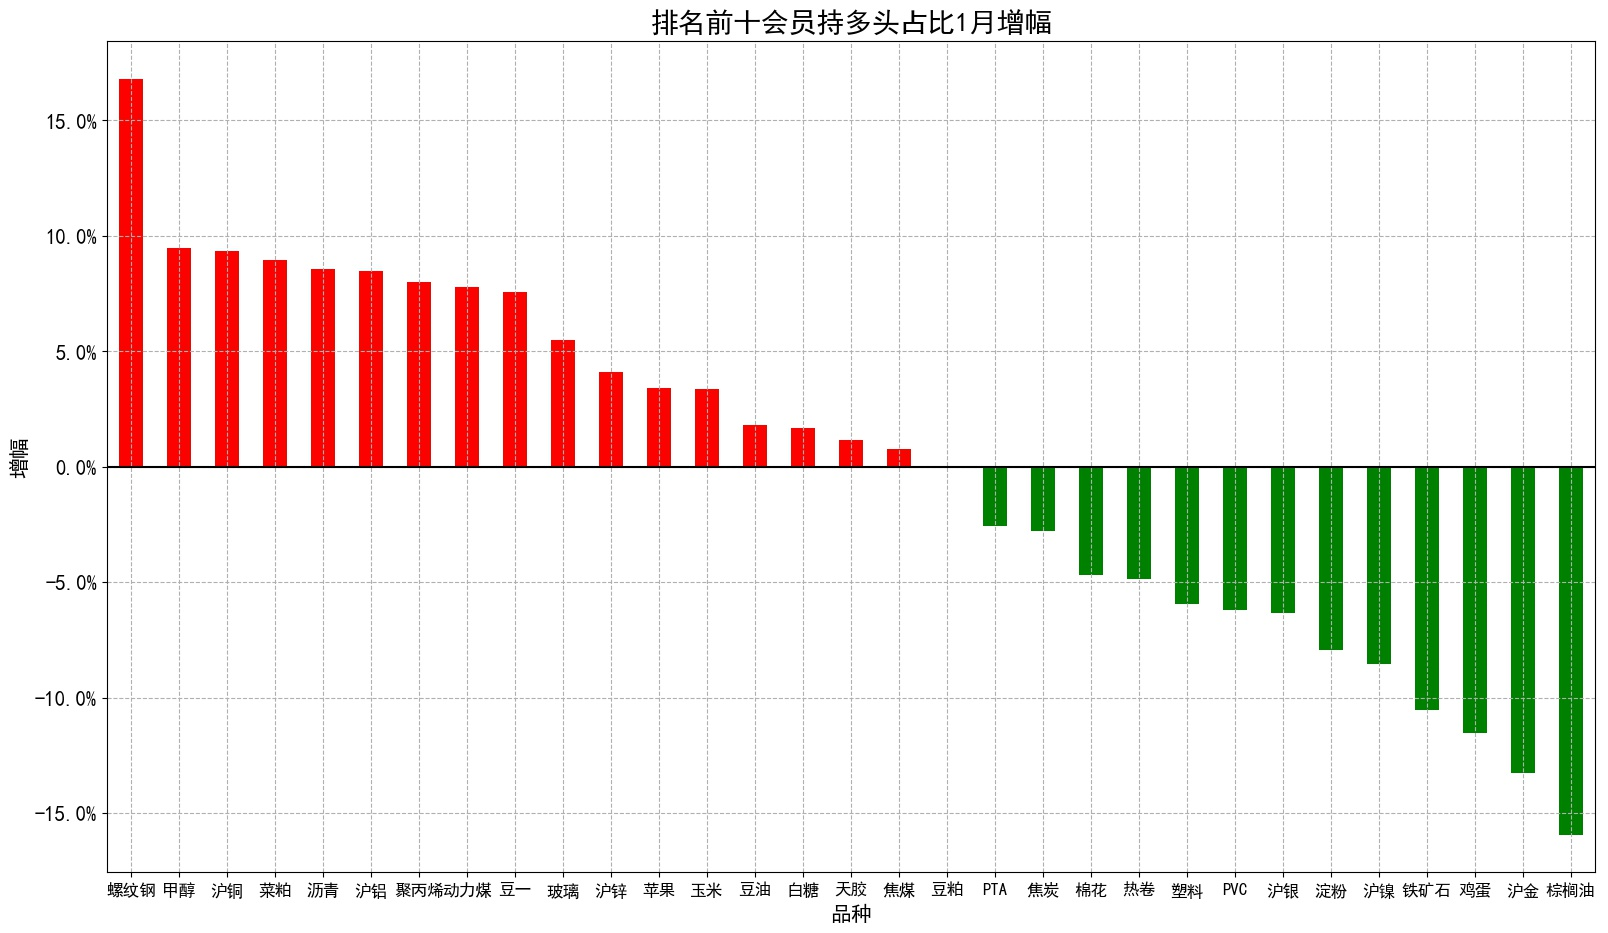 排名前十会员持多头占比1月增幅
增幅
15.0%
10.0%
5.0%
0.0%
-5.0%
-10.0%
-15.0%
螺纹钢 甲醇 沪铜 菜粕 沥青 沪铝 聚丙烯 动力煤 豆一 玻璃 沪锌 苹果 玉米 豆油 白糖 天胶 焦煤 豆粕 PTA 焦炭 棉花 热卷 塑料 PVC 沪银 淀粉 沪镍 铁矿石 鸡蛋 沪金 棕榈油
品种